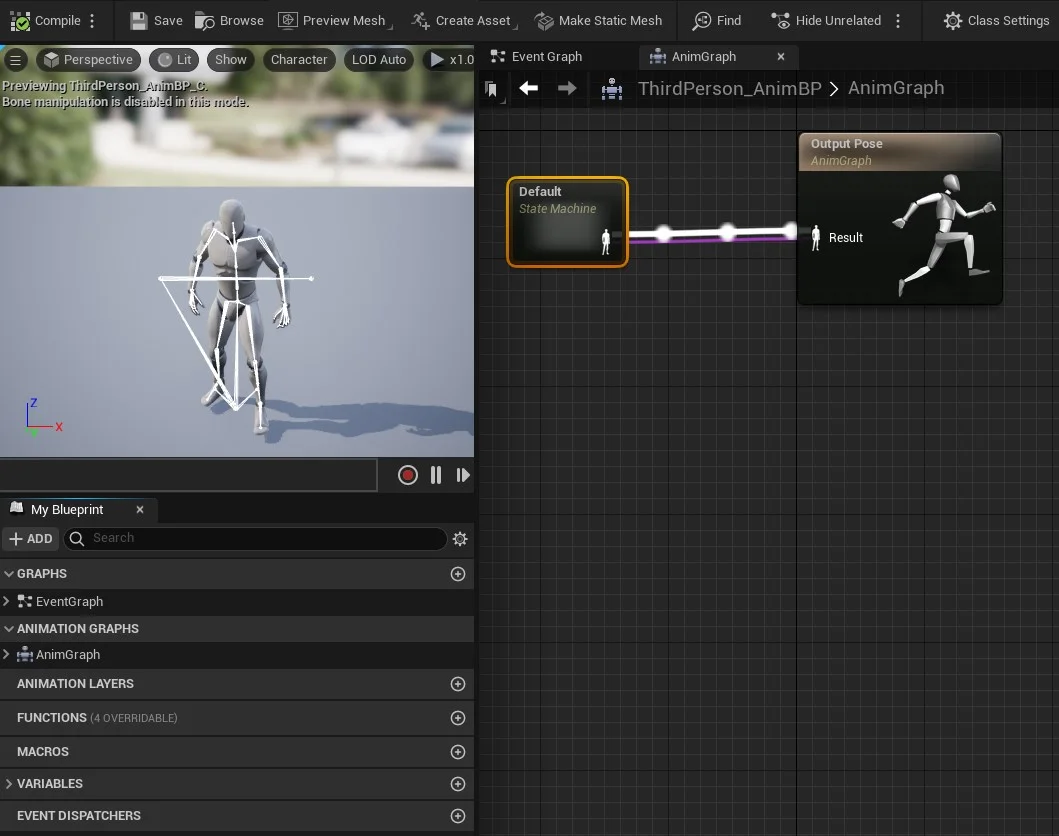 Compile
Save
Browse
Preview Mesh
Create Asset
Make Static Mesh
Find
Hide Unrelated
Class Settings
Perspective
Lit
Show
Character
LOD Auto
x1.0
Previewing ThirdPerson_AnimBP_C.
Bone manipulation is disabled in this mode.
Z
X
Event Graph
AnimGraph
ThirdPerson_AnimBP > AnimGraph
Default
State Machine
Output Pose
AnimGraph
Result
My Blueprint
ADD
Search
GRAPHS
EventGraph
ANIMATION GRAPHS
AnimGraph
ANIMATION LAYERS
FUNCTIONS (4 OVERRIDABLE)
MACROS
VARIABLES
EVENT DISPATCHERS